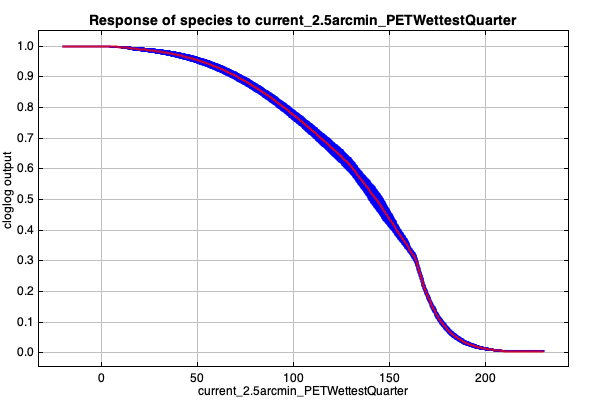 Response of species to current_2.5arcmin_PETWettestQuarter
1.0
0.9
0.8
0.7
0.6
0.5
0.4
0.3
0.2
0.1
0.0
cloglog output
0 50 100 150 200
current_2.5arcmin_PETWettestQuarter